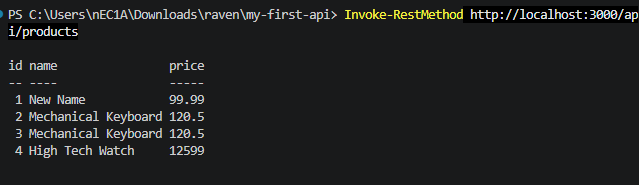 PS C:\Users\nEC1A\Downloads\raven\my-first-api> Invoke-RestMethod http://localhost:3000/ap
i/products
id name                price
-- ----                -----
 1 New Name            99.99
 2 Mechanical Keyboard 120.5
 3 Mechanical Keyboard 120.5
 4 High Tech Watch     12599